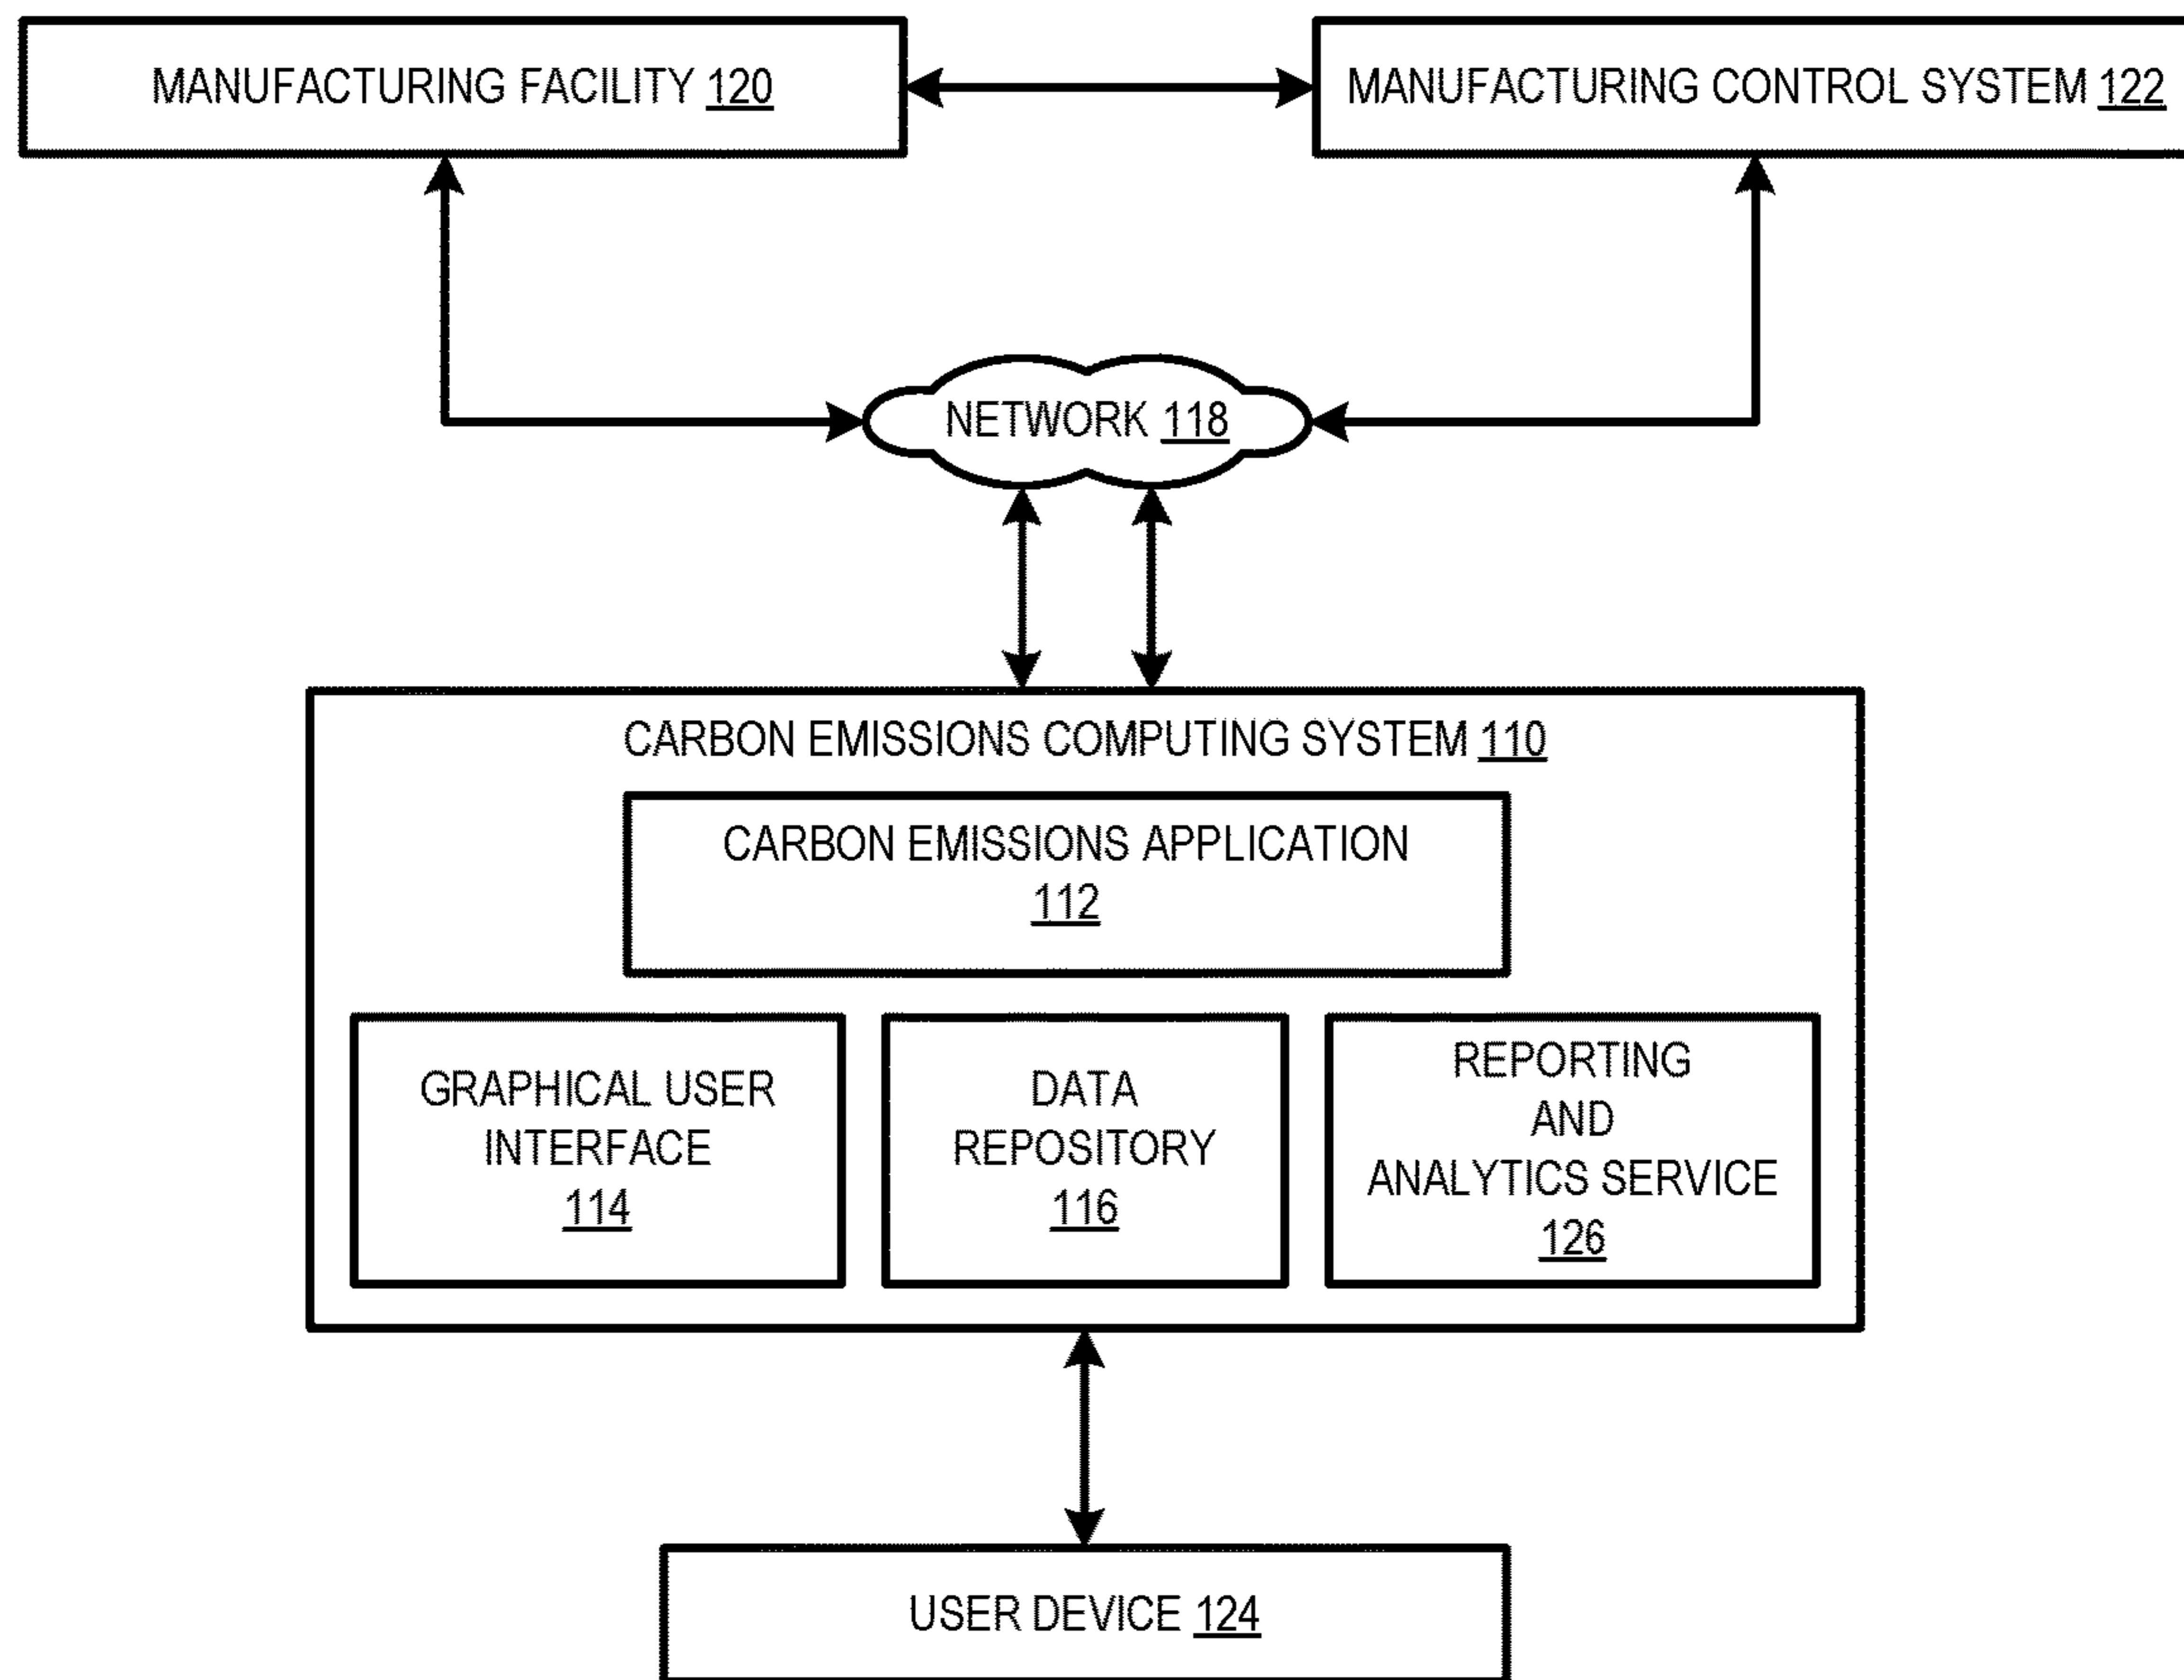 MANUFACTURING FACILITY 120
MANUFACTURING CONTROL SYSTEM 122
NETWORK 118
CARBON EMISSIONS COMPUTING SYSTEM 110
CARBON EMISSIONS APPLICATION
112
GRAPHICAL USER
INTERFACE
114
DATA
REPOSITORY
116
REPORTING
AND
ANALYTICS SERVICE
126
USER DEVICE 124